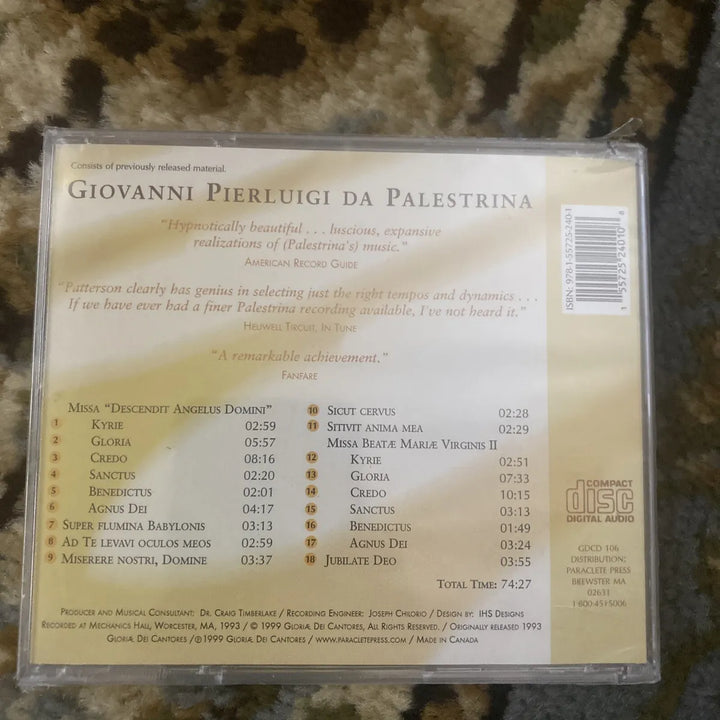 Consists of previously released material.
GIOVANNI PIERLUIGI DA PALESTRINA
"Hypnotically beautiful . . . luscious, expansive
realizations of (Palestrina's) music."
AMERICAN RECORD GUIDE
"Patterson clearly has genius in selecting just the right tempos and dynamics . . .
If we have ever had a finer Palestrina recording available, I've not heard it."
HEUWELL TIRCUIT, IN TUNE
"A remarkable achievement."
FANFARE
MISSA "DESCENDIT ANGELUS DOMINI"
1 KYRIE 02:59
2 GLORIA 05:57
3 CREDO 08:16
4 SANCTUS 02:20
5 BENEDICTUS 02:01
6 AGNUS DEI 04:17
7 SUPER FLUMINA BABYLONIS 03:13
8 AD TE LEVAVI OCULOS MEOS 02:59
9 MISERERE NOSTRI, DOMINE 03:37
10 SICUT CERVUS 02:28
11 SITIVIT ANIMA MEA 02:29
MISSA BEATÆ MARIÆ VIRGINIS II
12 KYRIE 02:51
13 GLORIA 07:33
14 CREDO 10:15
15 SANCTUS 03:13
16 BENEDICTUS 01:49
17 AGNUS DEI 03:24
18 JUBILATE DEO 03:55
TOTAL TIME: 74:27
PRODUCER AND MUSICAL CONSULTANT: DR. CRAIG TIMBERLAKE / RECORDING ENGINEER: JOSEPH CHILORIO / DESIGN BY: IHS DESIGNS
RECORDED AT MECHANICS HALL, WORCESTER, MA, 1993 / © 1999 GLORIÆ DEI CANTORES, ALL RIGHTS RESERVED / ORIGINALLY RELEASED 1993
GLORIÆ DEI CANTORES / ℗ 1999 GLORIÆ DEI CANTORES / WWW.PARACLETEPRESS.COM / MADE IN CANADA
ISBN: 978-1-55725-240-1
1 55725 24010 8
COMPACT
disc
DIGITAL AUDIO
GDCD 106
DISTRIBUTION:
PARACLETE PRESS
BREWSTER MA
02631
1-800-451-5006